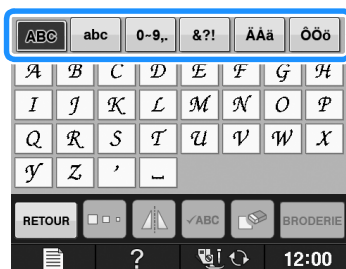 ABC abc 0~9,. &?! ÄÅä ÔÖö
A B C D E F G H
I J K L M N O P
Q R S T U V W X
Y Z ' ⎵
RETOUR ✓ABC BRODERIE
? 12:00